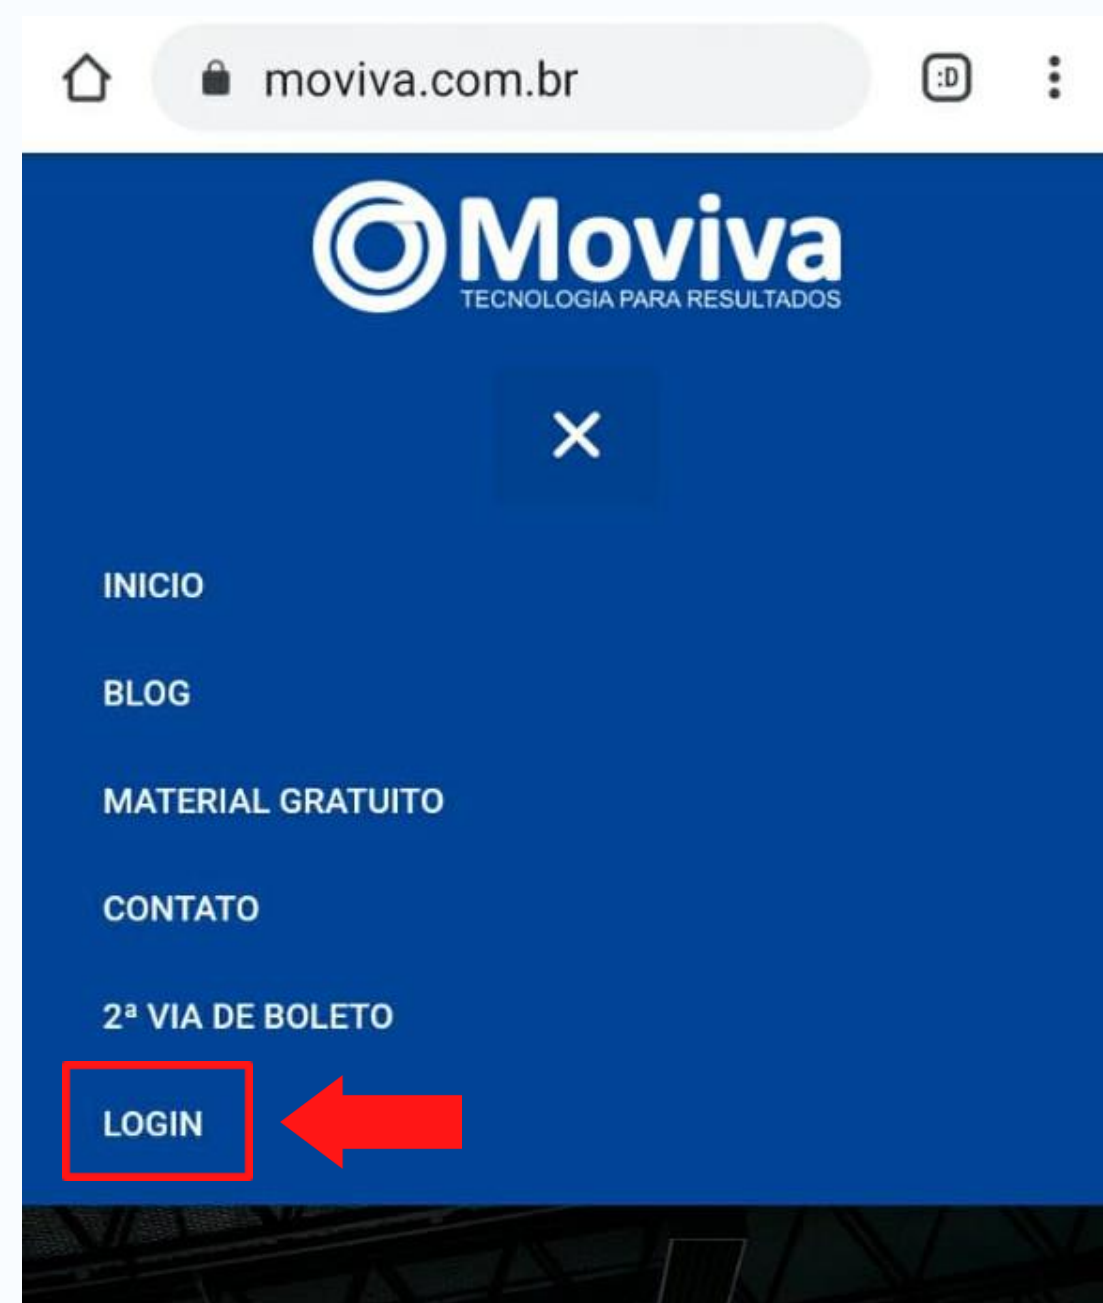 moviva.com.br
:D
Moviva
TECNOLOGIA PARA RESULTADOS
INICIO
BLOG
MATERIAL GRATUITO
CONTATO
2ª VIA DE BOLETO
LOGIN